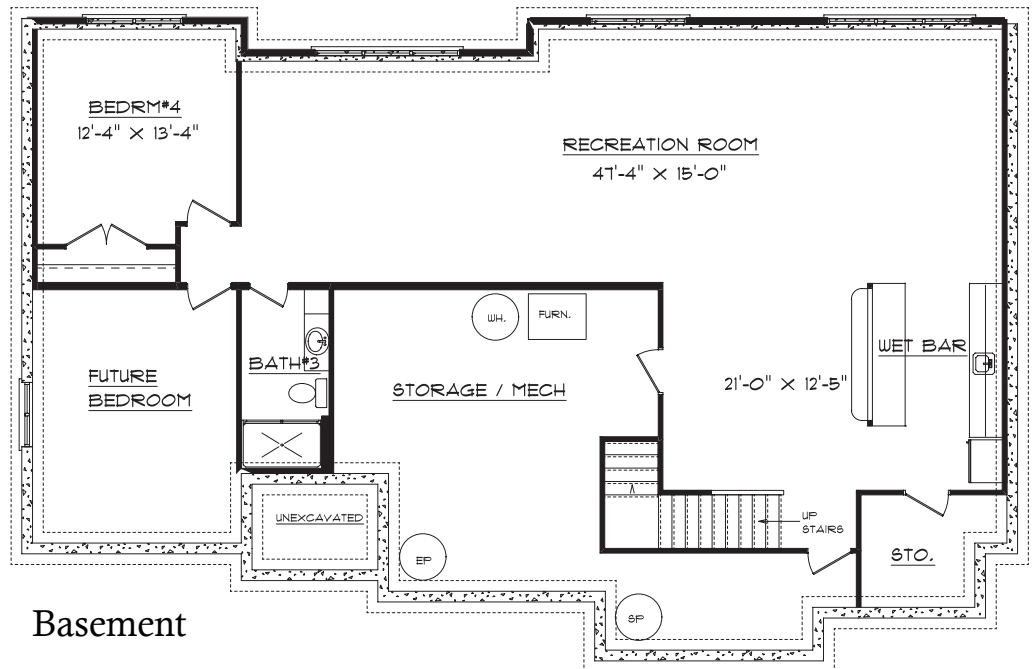 BEDRM#4
12'-4" X 13'-4"
RECREATION ROOM
47'-4" X 15'-0"
WH.
FURN.
BATH#3
FUTURE
BEDROOM
STORAGE / MECH
WET BAR
21'-0" X 12'-5"
UNEXCAVATED
UP
STAIRS
EP
STO.
SP
Basement